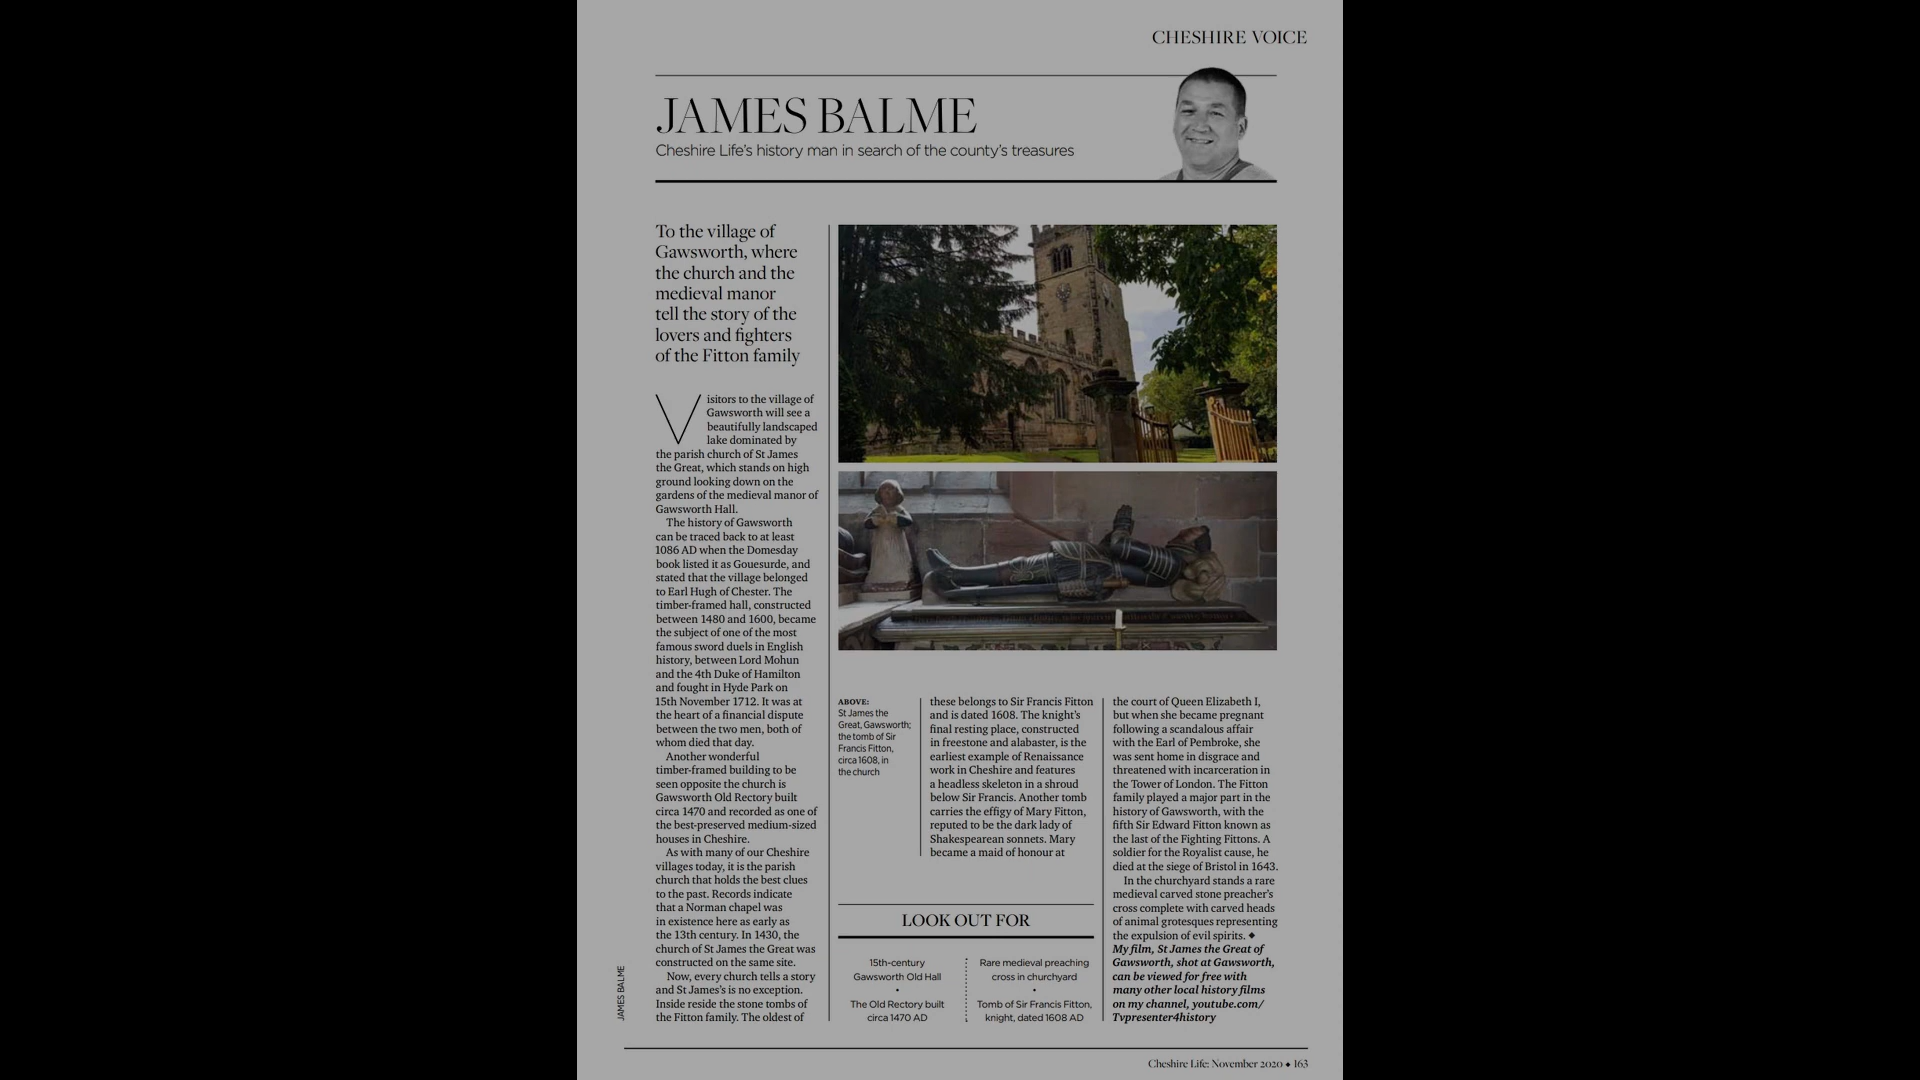 CHESHIRE VOICE
JAMES BALME
Cheshire Life's history man in search of the county's treasures
To the village of
Gawsworth, where
the church and the
medieval manor
tell the story of the
lovers and fighters
of the Fitton family
Visitors to the village of
Gawsworth will see a
beautifully landscaped
lake dominated by
the parish church of St James
the Great, which stands on high
ground looking down on the
gardens of the medieval manor of
Gawsworth Hall.
The history of Gawsworth
can be traced back to at least
1086 AD when the Domesday
book listed it as Gouesurde, and
stated that the village belonged
to Earl Hugh of Chester. The
timber-framed hall, constructed
between 1480 and 1600, became
the subject of one of the most
famous sword duels in English
history, between Lord Mohun
and the 4th Duke of Hamilton
and fought in Hyde Park on
15th November 1712. It was at
the heart of a financial dispute
between the two men, both of
whom died that day.
Another wonderful
timber-framed building to be
seen opposite the church is
Gawsworth Old Rectory built
circa 1470 and recorded as one of
the best-preserved medium-sized
houses in Cheshire.
As with many of our Cheshire
villages today, it is the parish
church that holds the best clues
to the past. Records indicate
that a Norman chapel was
in existence here as early as
the 13th century. In 1430, the
church of St James the Great was
constructed on the same site.
Now, every church tells a story
and St James's is no exception.
Inside reside the stone tombs of
the Fitton family. The oldest of
JAMES BALME
ABOVE:
St James the
Great, Gawsworth;
the tomb of Sir
Francis Fitton,
circa 1608, in
the church
these belongs to Sir Francis Fitton
and is dated 1608. The knight's
final resting place, constructed
in freestone and alabaster, is the
earliest example of Renaissance
work in Cheshire and features
a headless skeleton in a shroud
below Sir Francis. Another tomb
carries the effigy of Mary Fitton,
reputed to be the dark lady of
Shakespearean sonnets. Mary
became a maid of honour at
the court of Queen Elizabeth I,
but when she became pregnant
following a scandalous affair
with the Earl of Pembroke, she
was sent home in disgrace and
threatened with incarceration in
the Tower of London. The Fitton
family played a major part in the
history of Gawsworth, with the
fifth Sir Edward Fitton known as
the last of the Fighting Fittons. A
soldier for the Royalist cause, he
died at the siege of Bristol in 1643.
In the churchyard stands a rare
medieval carved stone preacher's
cross complete with carved heads
of animal grotesques representing
the expulsion of evil spirits. ◆
My film, St James the Great of
Gawsworth, shot at Gawsworth,
can be viewed for free with
many other local history films
on my channel, youtube.com/
Tvpresenter4history
LOOK OUT FOR
15th-century
Gawsworth Old Hall
•
The Old Rectory built
circa 1470 AD
Rare medieval preaching
cross in churchyard
•
Tomb of Sir Francis Fitton,
knight, dated 1608 AD
Cheshire Life: November 2020 ◆ 163